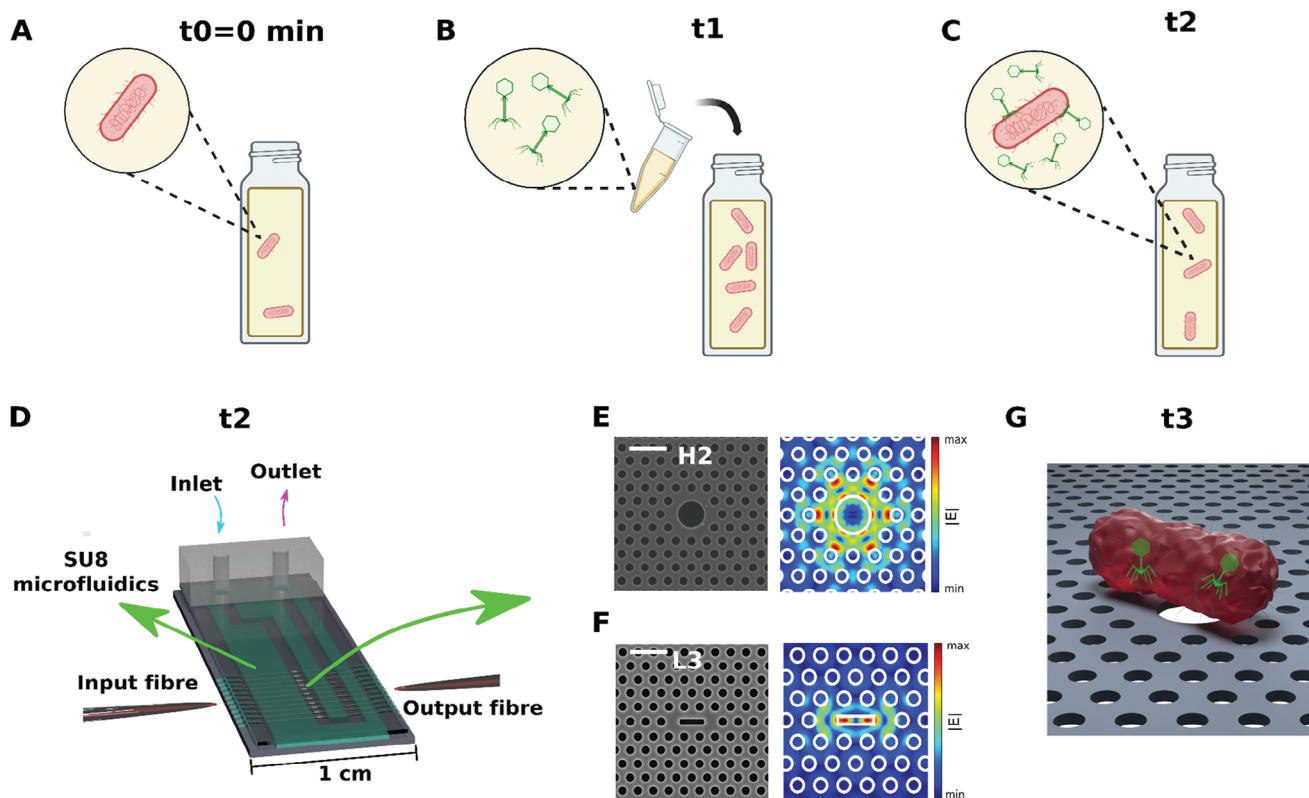 A
t0=0 min
B
t1
C
t2
D
t2
Inlet
Outlet
SU8
microfluidics
Input fibre
Output fibre
1 cm
E
H2
max
|E|
min
F
L3
max
|E|
min
G
t3